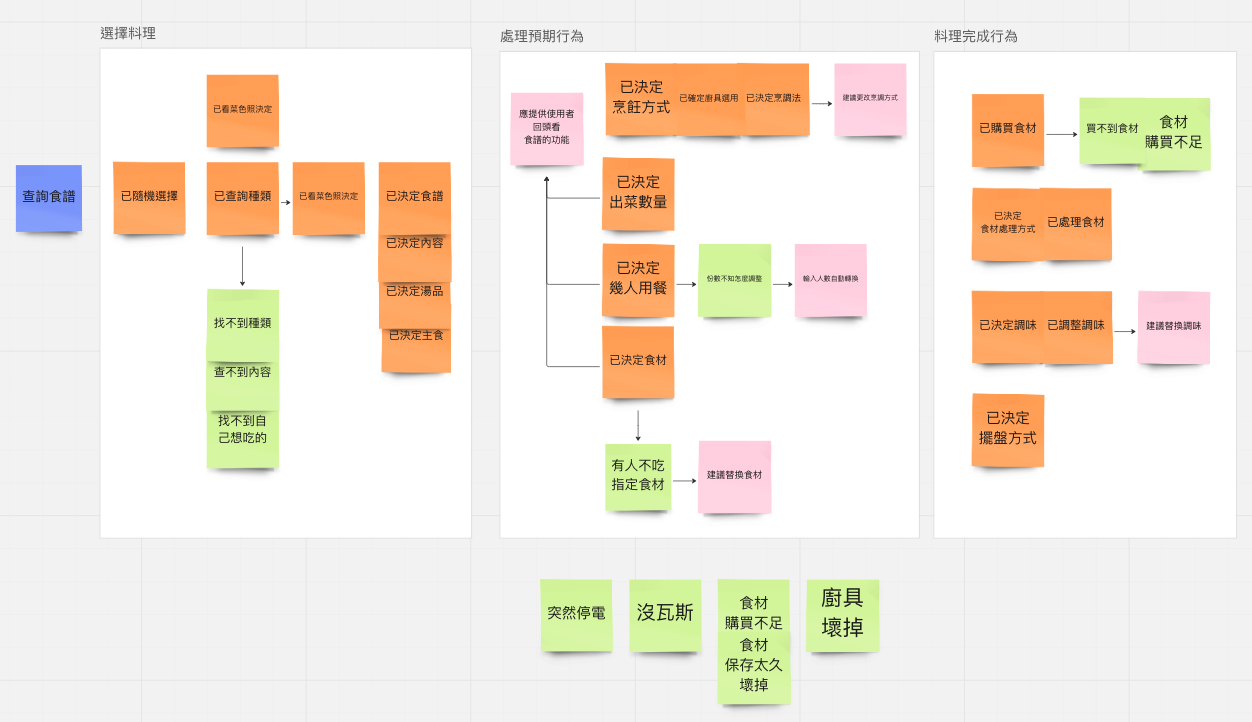 選擇料理
已看菜色照決定
查詢食譜
已隨機選擇
已查詢種類
已看菜色照決定
已決定食譜
已決定內容
已決定湯品
已決定主食
找不到種類
查不到內容
找不到自
己想吃的
處理預期行為
應提供使用者
回頭看
食譜的功能
已決定
烹飪方式
已確定廚具選用
已決定烹調法
建議更改烹調方式
已決定
出菜數量
已決定
幾人用餐
份數不知怎麼調整
輸入人數自動轉換
已決定食材
有人不吃
指定食材
建議替換食材
料理完成行為
已購買食材
買不到食材
食材
購買不足
已決定
食材處理方式
已處理食材
已決定調味
已調整調味
建議替換調味
已決定
擺盤方式
突然停電
沒瓦斯
食材
購買不足
食材
保存太久
壞掉
廚具
壞掉